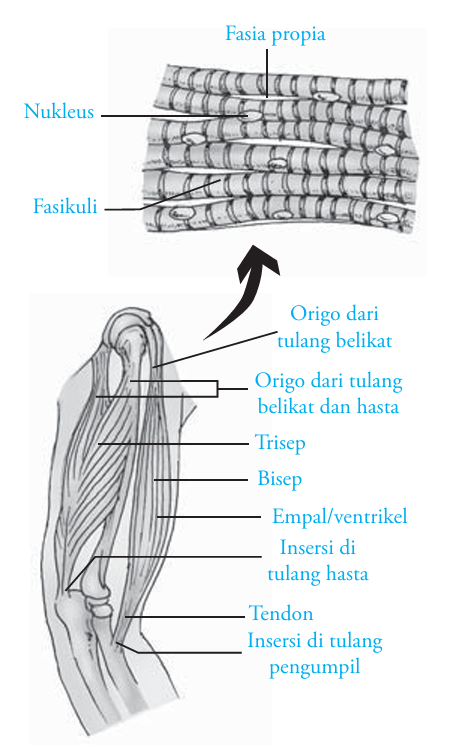 Fasia propia
Nukleus
Fasikuli
Origo dari
tulang belikat
Origo dari tulang
belikat dan hasta
Trisep
Bisep
Empal/ventrikel
Insersi di
tulang hasta
Tendon
Insersi di tulang
pengumpil